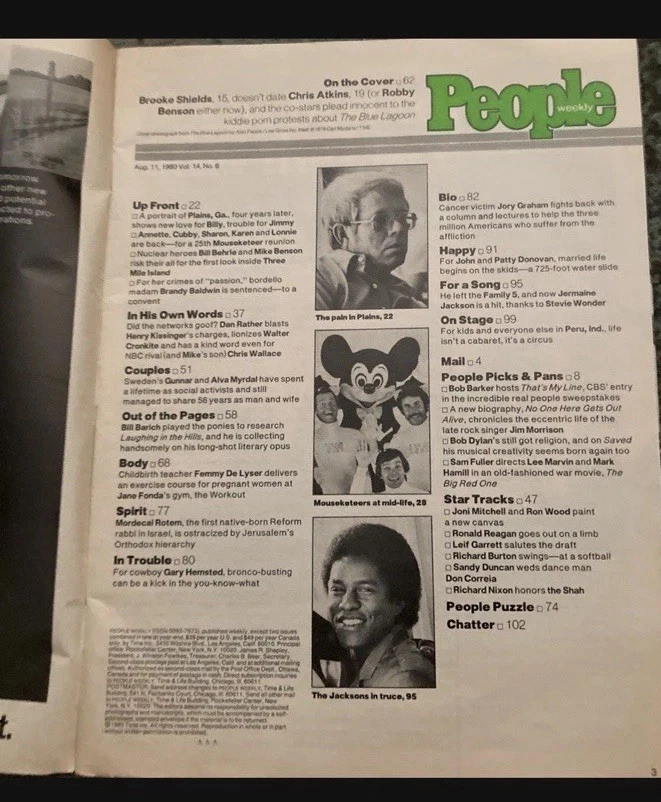 On the Cover □ 62
Brooke Shields, 15, doesn't date Chris Atkins, 19 (or Robby
Benson either now), and the co-stars plead innocent to the
kiddie porn protests about The Blue Lagoon
People
weekly
Aug. 11, 1980 Vol. 14, No. 6
Up Front □ 22
□ A portrait of Plains, Ga., four years later,
shows new love for Billy, trouble for Jimmy
□ Annette, Cubby, Sharon, Karen and Lonnie
are back—for a 25th Mouseketeer reunion
□ Nuclear heroes Bill Behrle and Mike Benson
risk their all for the first look inside Three
Mile Island
□ For her crimes of "passion," bordello
madam Brandy Baldwin is sentenced—to a
convent
In His Own Words □ 37
Did the networks goof? Dan Rather blasts
Henry Kissinger's charges, lionizes Walter
Cronkite and has a kind word even for
NBC rival (and Mike's son) Chris Wallace
Couples □ 51
Sweden's Gunnar and Alva Myrdal have spent
a lifetime as social activists and still
managed to share 56 years as man and wife
Out of the Pages □ 58
Bill Barich played the ponies to research
Laughing in the Hills, and he is collecting
handsomely on his long-shot literary opus
Body □ 68
Childbirth teacher Femmy De Lyser delivers
an exercise course for pregnant women at
Jane Fonda's gym, the Workout
Spirit □ 77
Mordecai Rotem, the first native-born Reform
rabbi in Israel, is ostracized by Jerusalem's
Orthodox hierarchy
In Trouble □ 80
For cowboy Gary Hemsted, bronco-busting
can be a kick in the you-know-what
The pain in Plains, 22
Mouseketeers at mid-life, 28
The Jacksons in truce, 95
Bio □ 82
Cancer victim Jory Graham fights back with
a column and lectures to help the three
million Americans who suffer from the
affliction
Happy □ 91
For John and Patty Donovan, married life
begins on the skids—a 725-foot water slide
For a Song □ 95
He left the Family 5, and now Jermaine
Jackson is a hit, thanks to Stevie Wonder
On Stage □ 99
For kids and everyone else in Peru, Ind., life
isn't a cabaret, it's a circus
Mail □ 4
People Picks & Pans □ 8
□ Bob Barker hosts That's My Line, CBS' entry
in the incredible real people sweepstakes
□ A new biography, No One Here Gets Out
Alive, chronicles the eccentric life of the
late rock singer Jim Morrison
□ Bob Dylan's still got religion, and on Saved
his musical creativity seems born again too
□ Sam Fuller directs Lee Marvin and Mark
Hamill in an old-fashioned war movie, The
Big Red One
Star Tracks □ 47
□ Joni Mitchell and Ron Wood paint
a new canvas
□ Ronald Reagan goes out on a limb
□ Leif Garrett salutes the draft
□ Richard Burton swings—at a softball
□ Sandy Duncan weds dance man
Don Correia
□ Richard Nixon honors the Shah
People Puzzle □ 74
Chatter □ 102
3